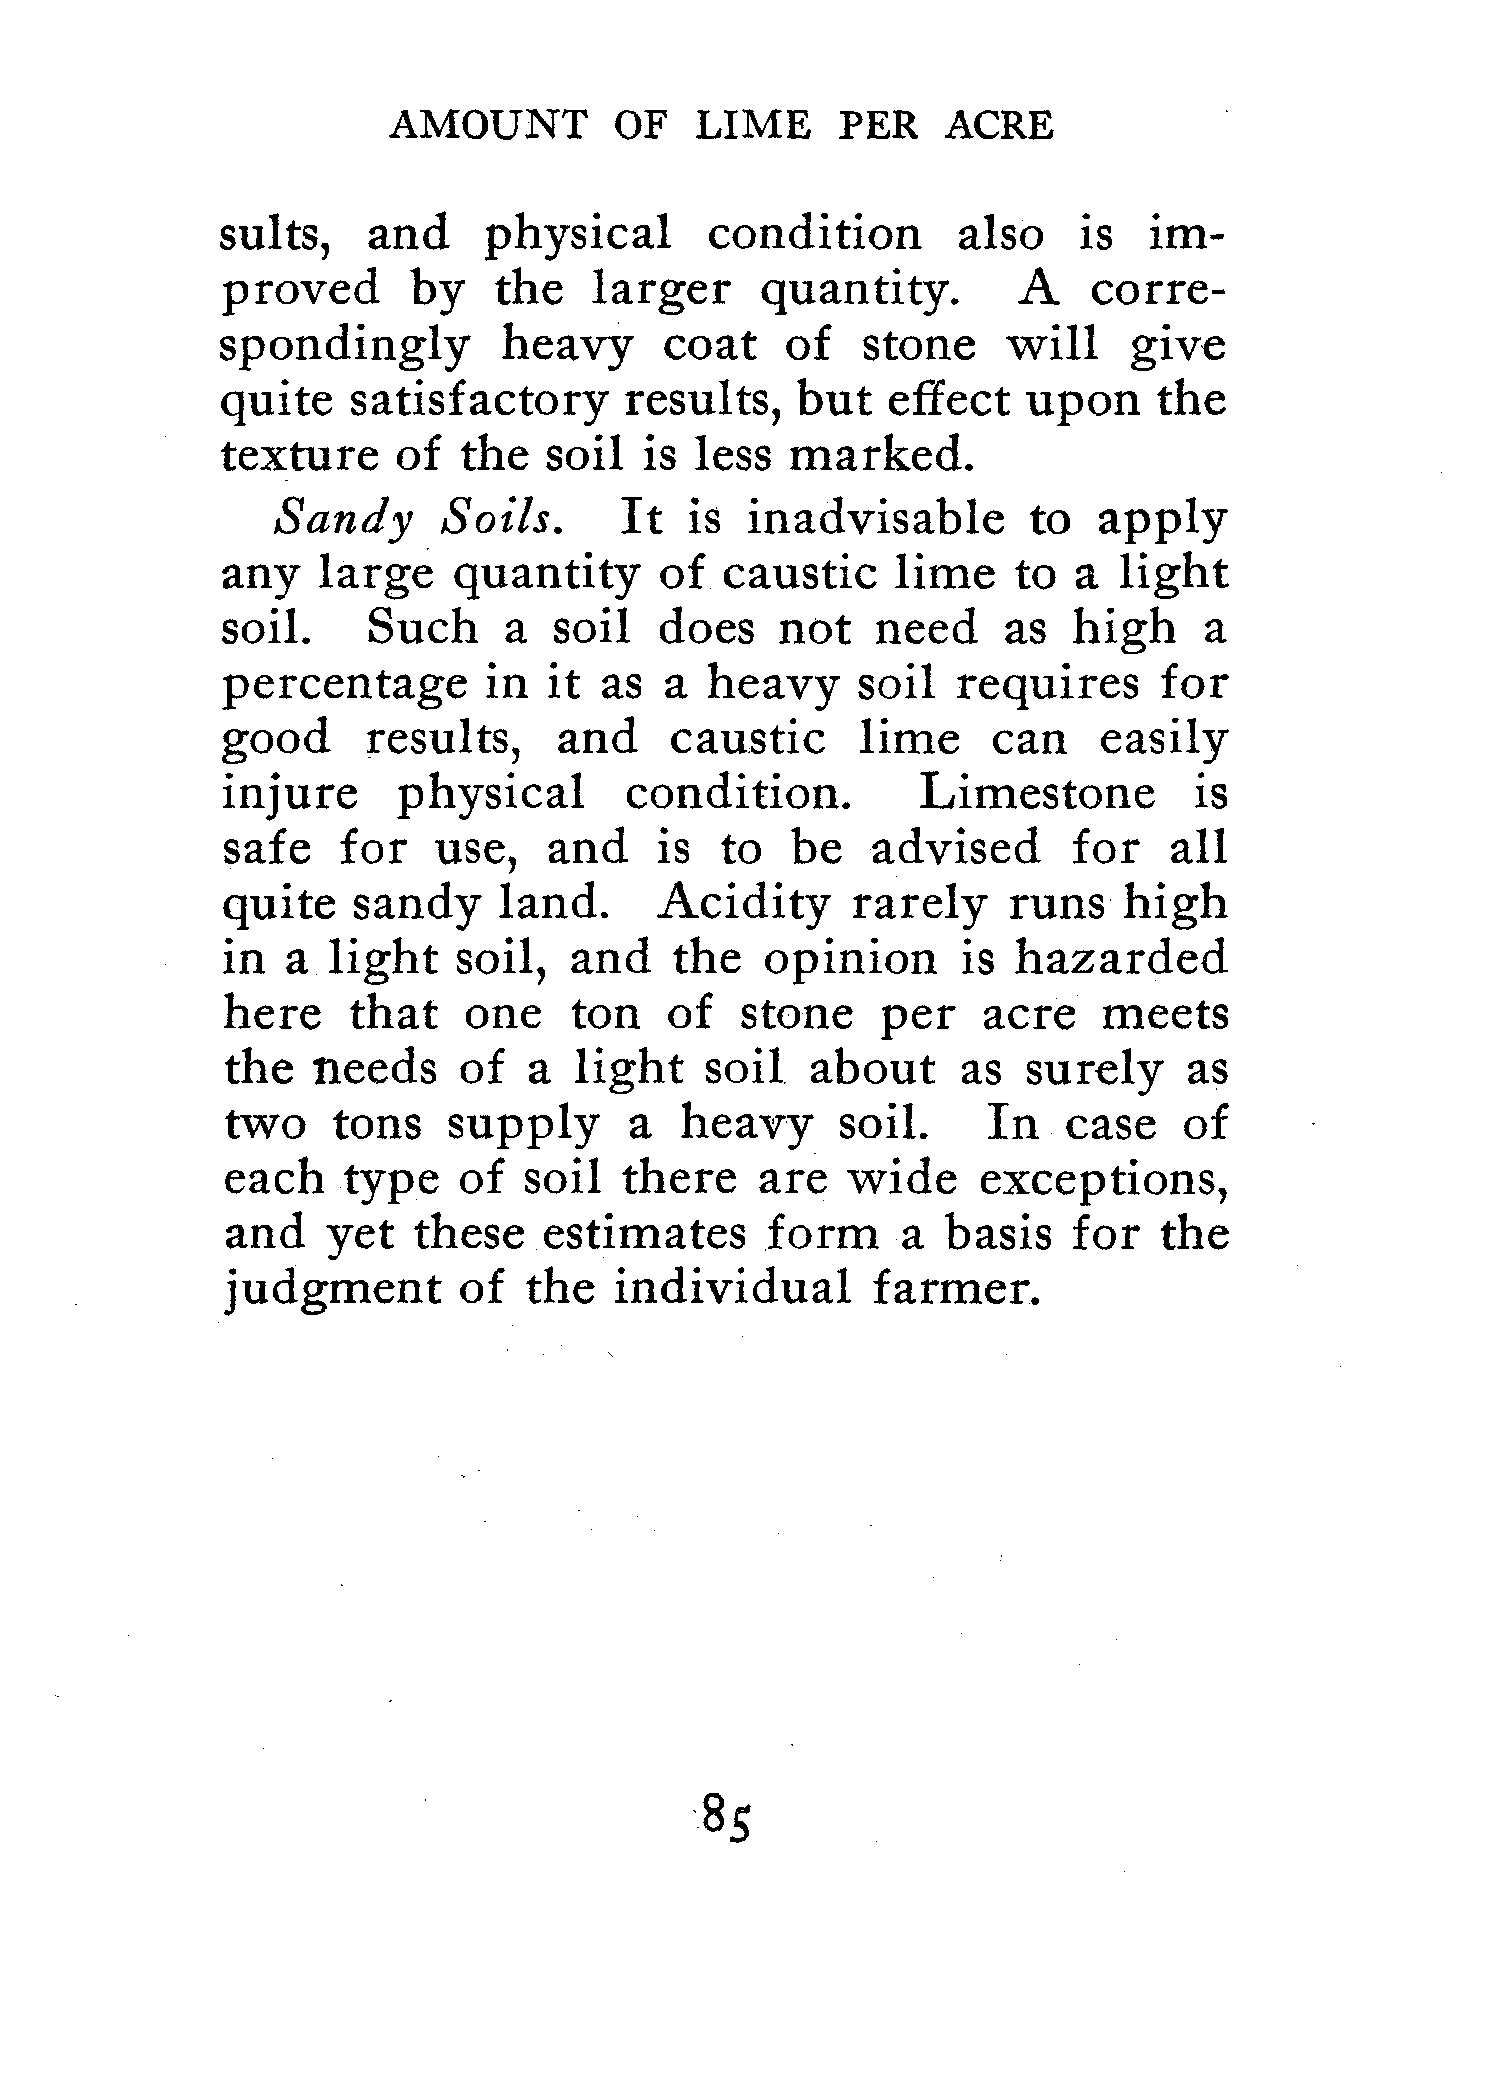 AMOUNT OF LIME PER ACRE
sults, and physical condition also is im-
proved by the larger quantity. A corre-
spondingly heavy coat of stone will give
quite satisfactory results, but effect upon the
texture of the soil is less marked.
Sandy Soils. It is inadvisable to apply
any large quantity of caustic lime to a light
soil. Such a soil does not need as high a
percentage in it as a heavy soil requires for
good results, and caustic lime can easily
injure physical condition. Limestone is
safe for use, and is to be advised for all
quite sandy land. Acidity rarely runs high
in a light soil, and the opinion is hazarded
here that one ton of stone per acre meets
the needs of a light soil about as surely as
two tons supply a heavy soil. In case of
each type of soil there are wide exceptions,
and yet these estimates form a basis for the
judgment of the individual farmer.
85